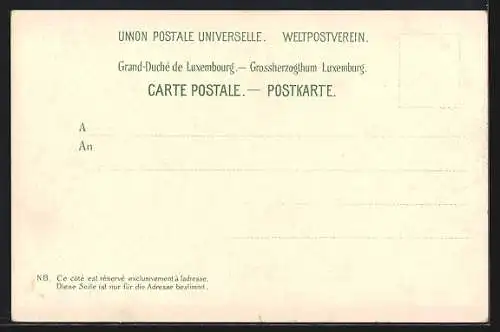 UNION POSTALE UNIVERSELLE. WELTPOSTVEREIN.
Grand-Duché de Luxembourg.— Grossherzogthum Luxemburg.
CARTE POSTALE.— POSTKARTE.
A
An
NB. Ce côté est réservé exclusivement à l'adresse.
Diese Seite ist nur für die Adresse bestimmt.